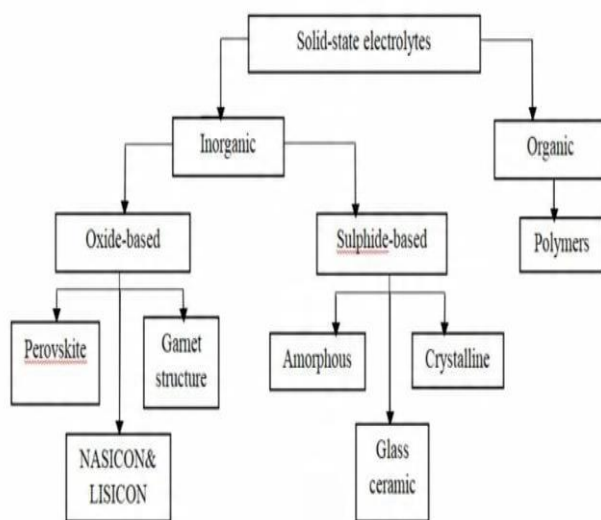 Solid-state electrolytes
Inorganic
Organic
Oxide-based
Sulphide-based
Polymers
Perovskite
Garnet
structure
Amorphous
Crystalline
NASICON&
LISICON
Glass
ceramic